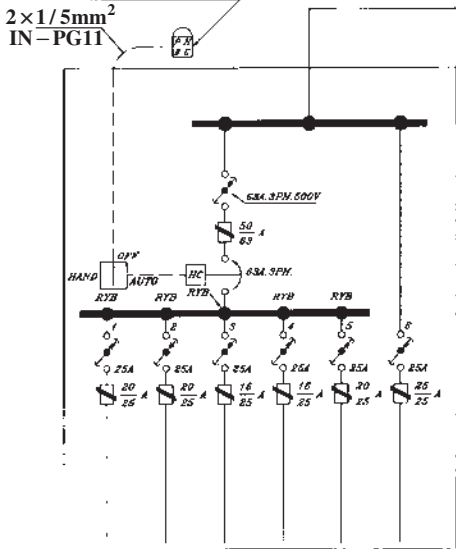 2×1/5mm²
IN–PG11
63A.3PH.500V
50
63 A
OFF
HAND
AUTO
HC
63A.3PH.
RYB
RYB RYB RYB RYB
1 2 3 4 5 6
25A 25A 25A 25A 25A 25A
20 20 16 16 20 25
25 A 25 A 25 A 25 A 25 A 25 A